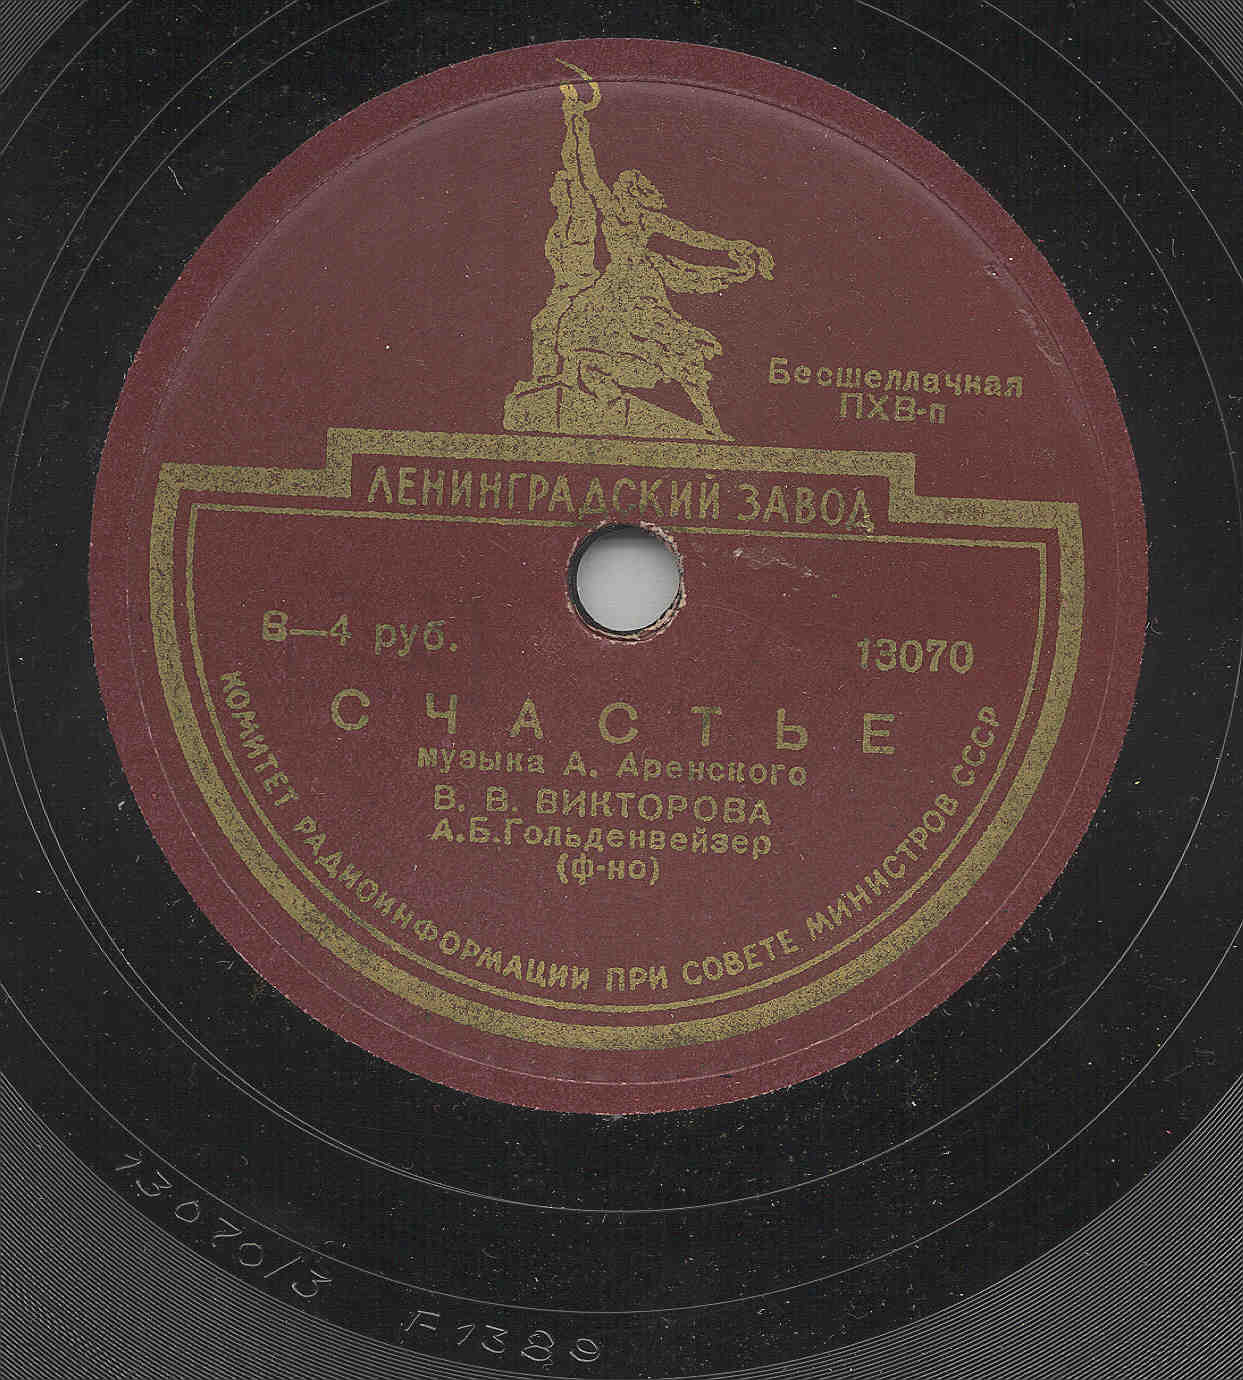 Бесшеллачная
ПХВ-п
ЛЕНИНГРАДСКИЙ ЗАВОД
В—4 руб.
13070
СЧАСТЬЕ
музыка А. Аренского
В. В. ВИКТОРОВА
А.Б.Гольденвейзер
(ф-но)
КОМИТЕТ РАДИОИНФОРМАЦИИ ПРИ СОВЕТЕ МИНИСТРОВ СССР
13070/3 F-1389